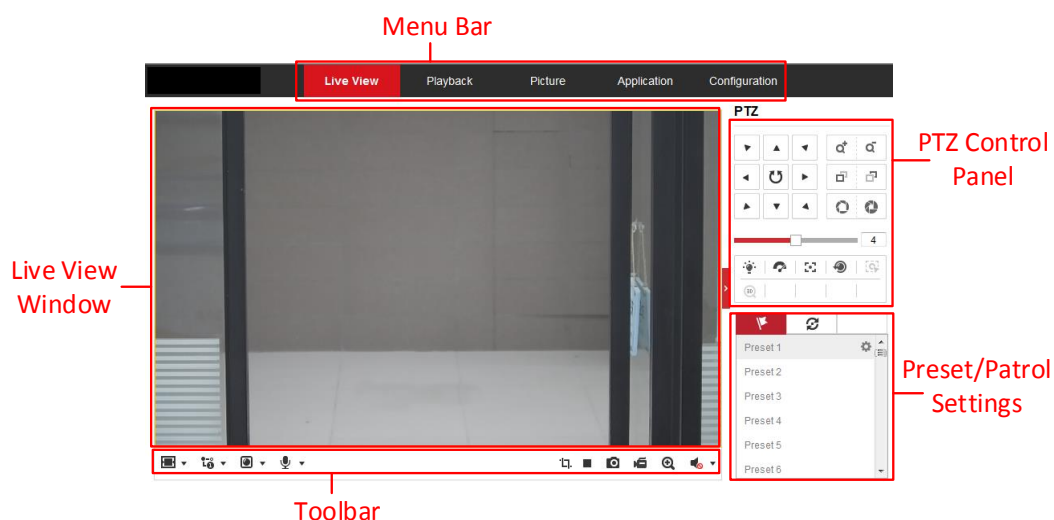 Menu Bar
Live View
Playback
Picture
Application
Configuration
PTZ
PTZ Control
Panel
4
3D
Live View
Window
Preset 1
Preset 2
Preset 3
Preset 4
Preset 5
Preset 6
Preset/Patrol
Settings
Toolbar